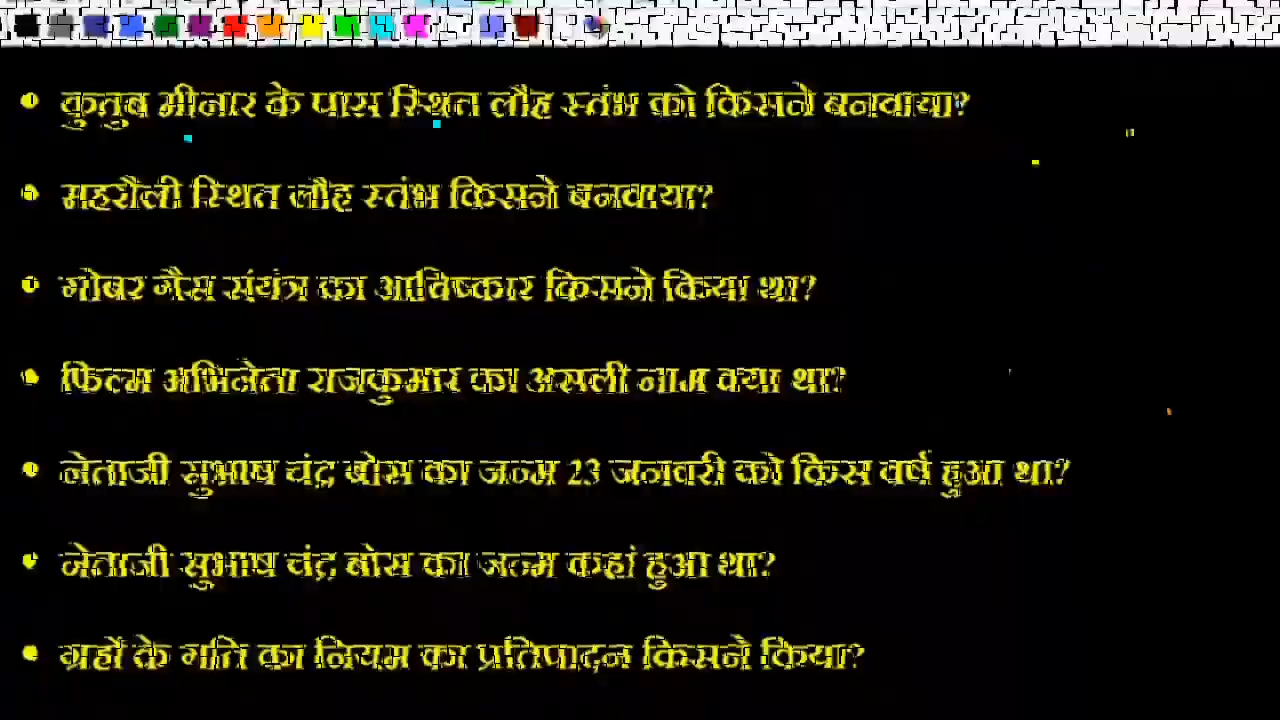 • कुतुब मीनार के पास स्थित लौह स्तंभ को किसने बनवाया?
• महरौली स्थित लौह स्तंभ किसने बनवाया?
• गोबर गैस संयंत्र का आविष्कार किसने किया था?
• फिल्म अभिनेता राजकुमार का असली नाम क्या था?
• नेताजी सुभाष चंद्र बोस का जन्म 23 जनवरी को किस वर्ष हुआ था?
• नेताजी सुभाष चंद्र बोस का जन्म कहां हुआ था?
• ग्रहों के गति का नियम का प्रतिपादन किसने किया?